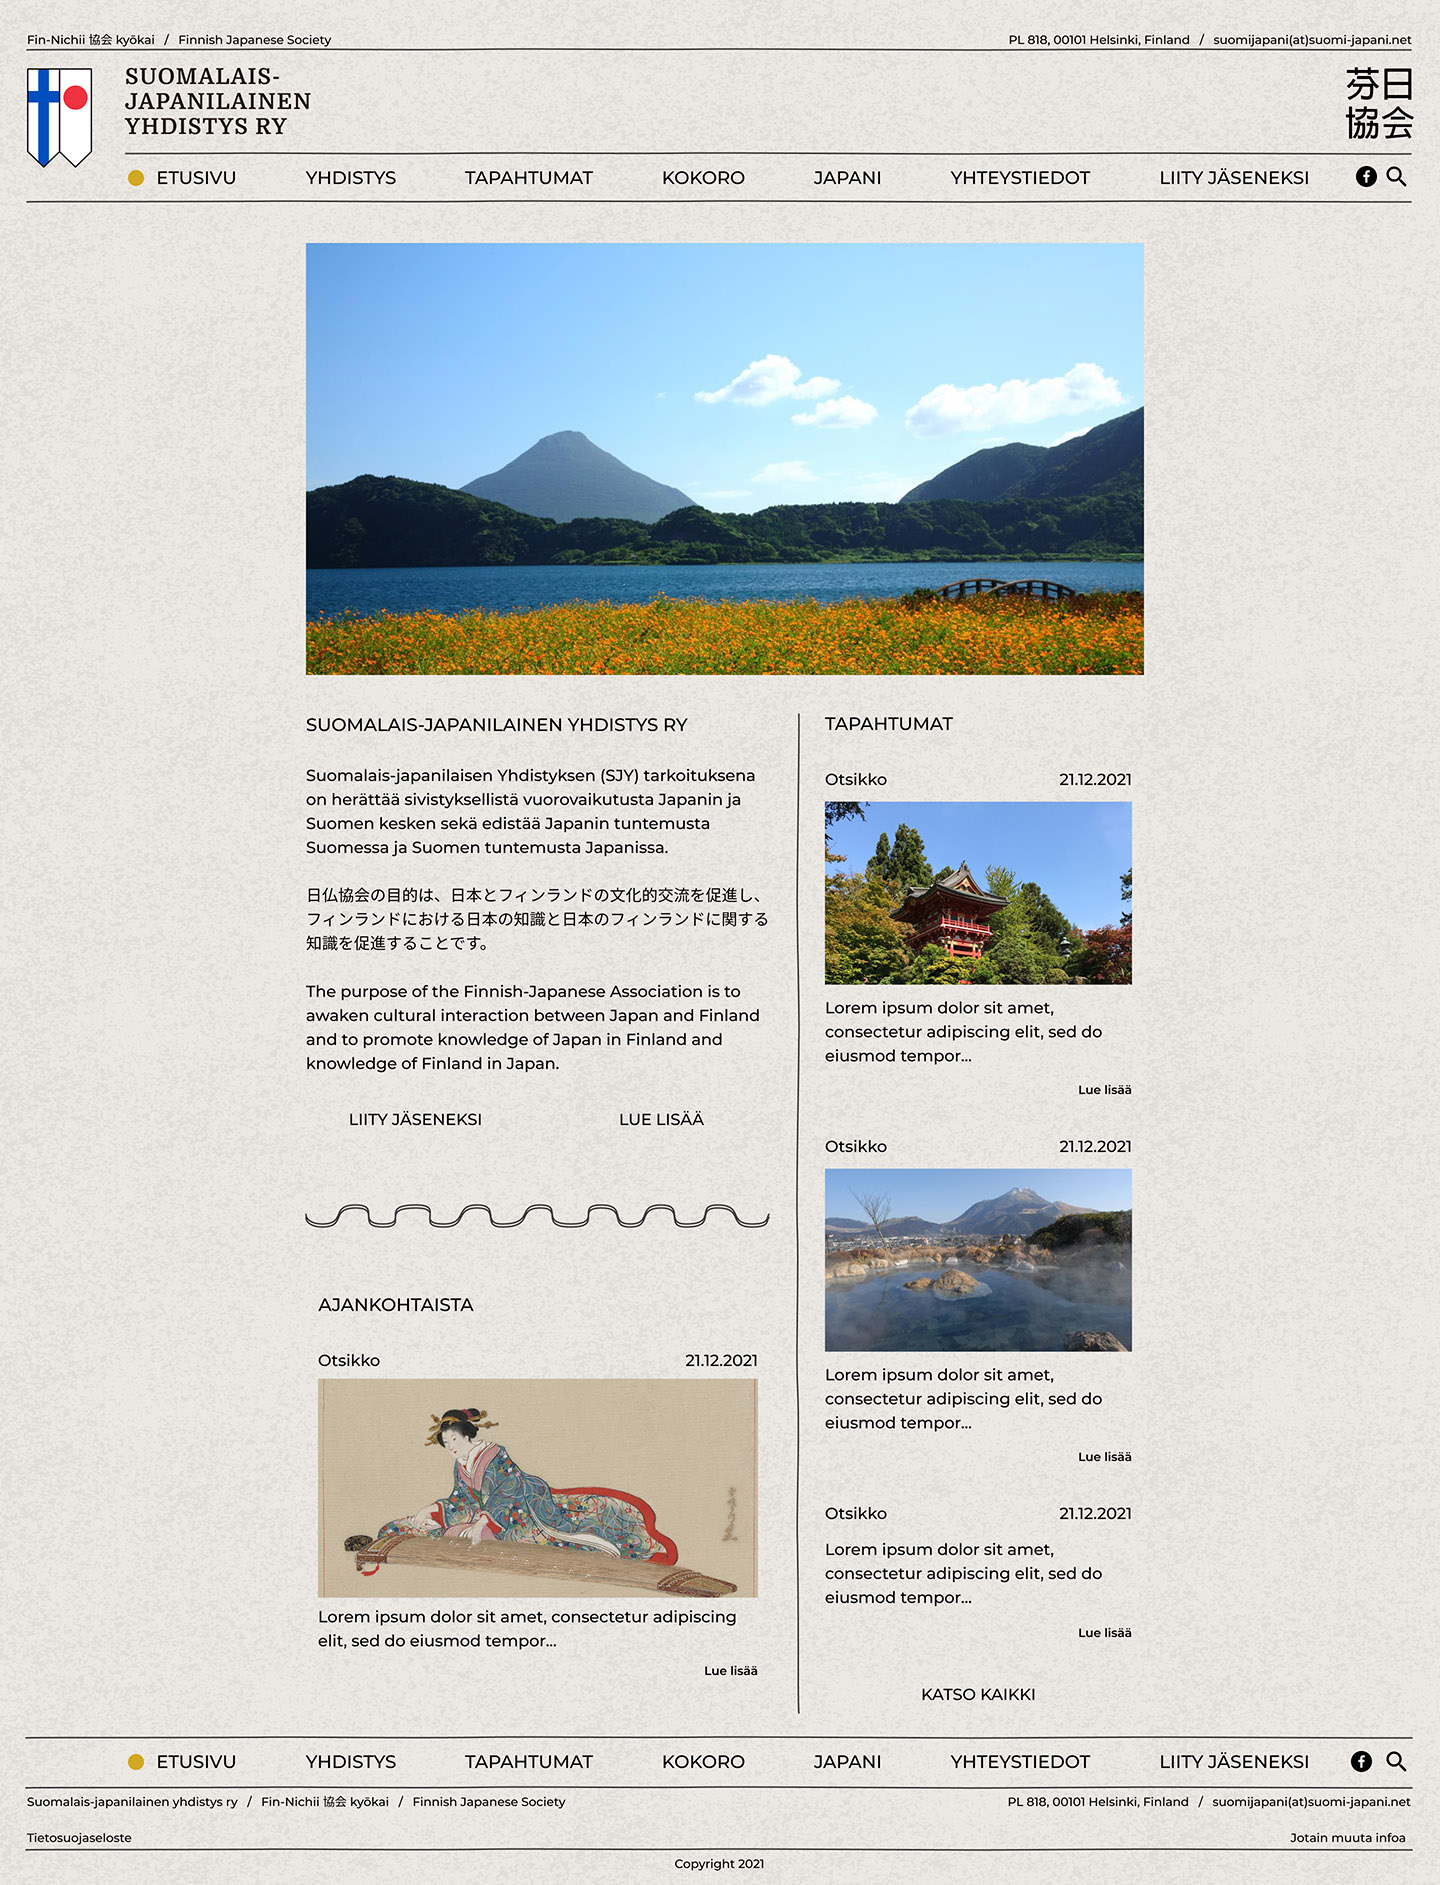 Fin-Nichii 協会 kyōkai / Finnish Japanese Society
PL 818, 00101 Helsinki, Finland / suomijapani(at)suomi-japani.net
SUOMALAIS-
JAPANILAINEN
YHDISTYS RY
芬日
協会
ETUSIVU YHDISTYS TAPAHTUMAT KOKORO JAPANI YHTEYSTIEDOT LIITY JÄSENEKSI
SUOMALAIS-JAPANILAINEN YHDISTYS RY
Suomalais-japanilaisen Yhdistyksen (SJY) tarkoituksena
on herättää sivistyksellistä vuorovaikutusta Japanin ja
Suomen kesken sekä edistää Japanin tuntemusta
Suomessa ja Suomen tuntemusta Japanissa.
日仏協会の目的は、日本とフィンランドの文化的交流を促進し、
フィンランドにおける日本の知識と日本のフィンランドに関する
知識を促進することです。
The purpose of the Finnish-Japanese Association is to
awaken cultural interaction between Japan and Finland
and to promote knowledge of Japan in Finland and
knowledge of Finland in Japan.
LIITY JÄSENEKSI LUE LISÄÄ
AJANKOHTAISTA
Otsikko 21.12.2021
Lorem ipsum dolor sit amet, consectetur adipiscing
elit, sed do eiusmod tempor...
Lue lisää
TAPAHTUMAT
Otsikko 21.12.2021
Lorem ipsum dolor sit amet,
consectetur adipiscing elit, sed do
eiusmod tempor...
Lue lisää
Otsikko 21.12.2021
Lorem ipsum dolor sit amet,
consectetur adipiscing elit, sed do
eiusmod tempor...
Lue lisää
Otsikko 21.12.2021
Lorem ipsum dolor sit amet,
consectetur adipiscing elit, sed do
eiusmod tempor...
Lue lisää
KATSO KAIKKI
ETUSIVU YHDISTYS TAPAHTUMAT KOKORO JAPANI YHTEYSTIEDOT LIITY JÄSENEKSI
Suomalais-japanilainen yhdistys ry / Fin-Nichii 協会 kyōkai / Finnish Japanese Society
PL 818, 00101 Helsinki, Finland / suomijapani(at)suomi-japani.net
Tietosuojaseloste
Jotain muuta infoa
Copyright 2021